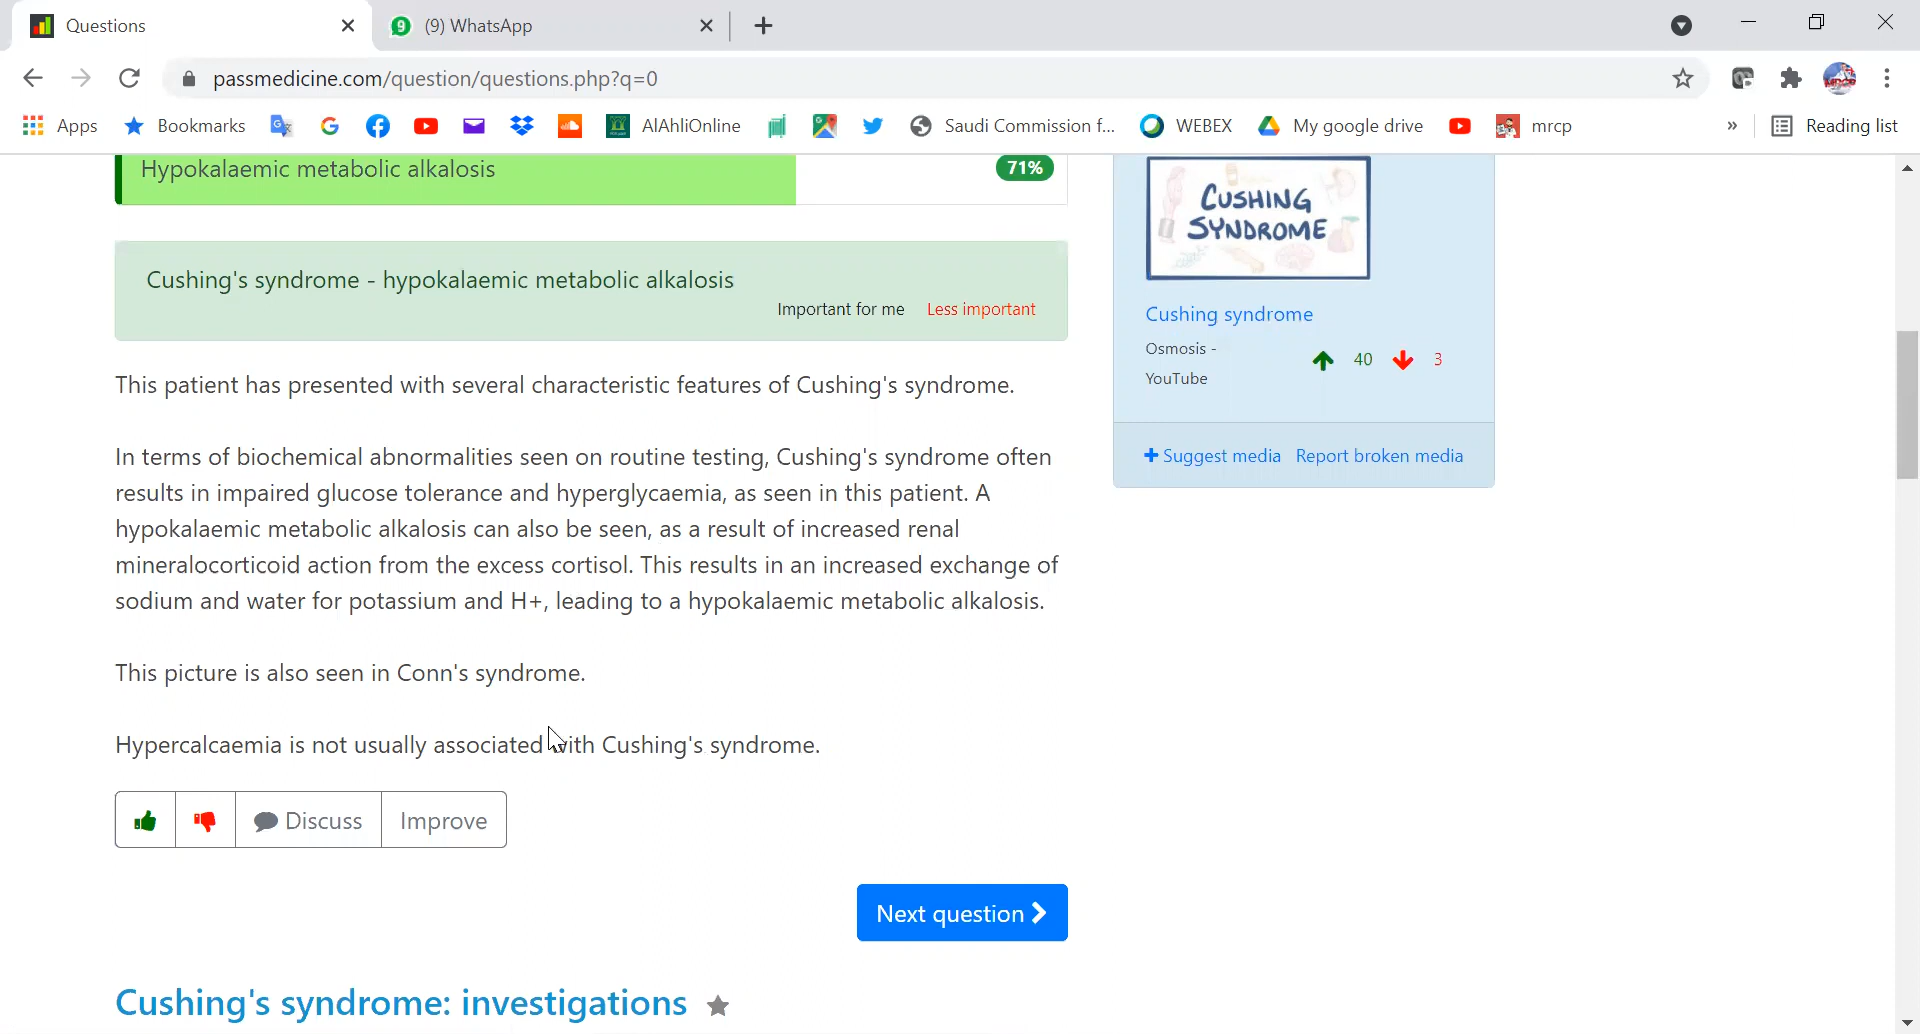 Questions
(9) WhatsApp
passmedicine.com/question/questions.php?q=0
Apps
Bookmarks
AlAhliOnline
Saudi Commission f...
WEBEX
My google drive
mrcp
»
Reading list
Hypokalaemic metabolic alkalosis
71%
Cushing's syndrome - hypokalaemic metabolic alkalosis
Important for me Less important
This patient has presented with several characteristic features of Cushing's syndrome.
In terms of biochemical abnormalities seen on routine testing, Cushing's syndrome often
results in impaired glucose tolerance and hyperglycaemia, as seen in this patient. A
hypokalaemic metabolic alkalosis can also be seen, as a result of increased renal
mineralocorticoid action from the excess cortisol. This results in an increased exchange of
sodium and water for potassium and H+, leading to a hypokalaemic metabolic alkalosis.
This picture is also seen in Conn's syndrome.
Hypercalcaemia is not usually associated with Cushing's syndrome.
Discuss
Improve
Next question
Cushing's syndrome: investigations
CUSHING
SYNDROME
Cushing syndrome
Osmosis -
YouTube
40
3
+ Suggest media Report broken media